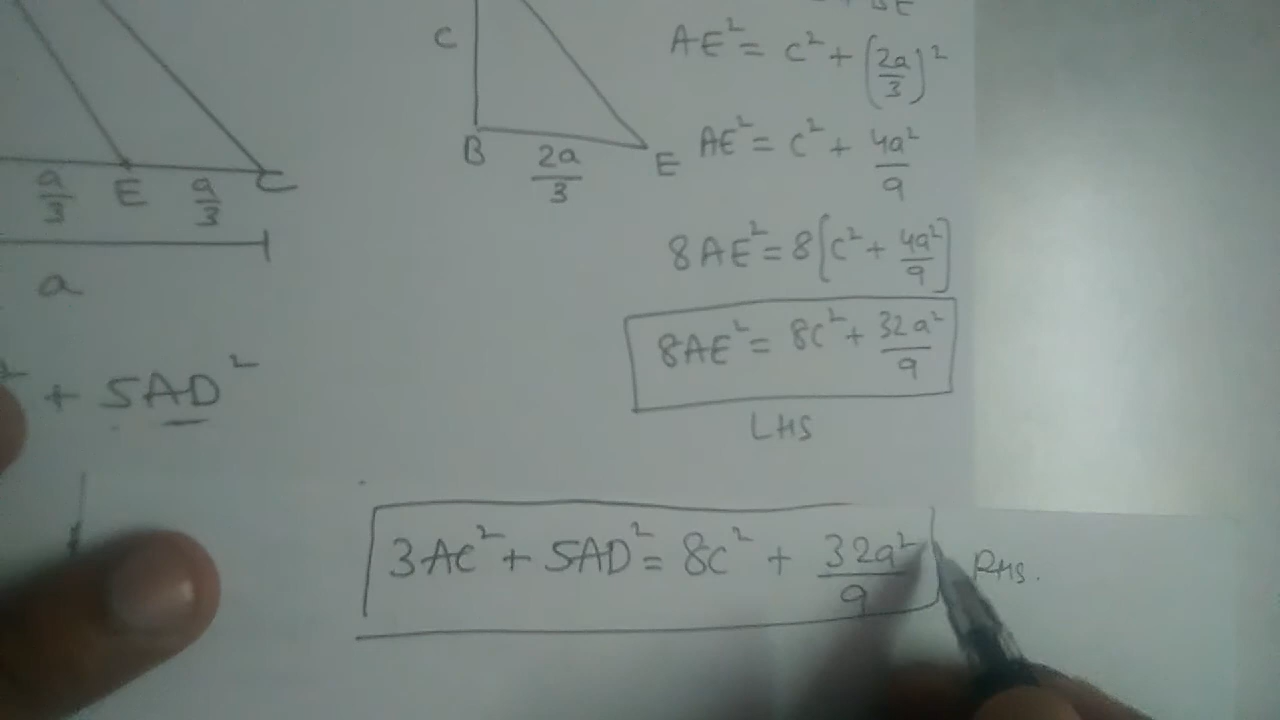 C
AE² = c² + (2a/3)²
B 2a/3 E
AE² = c² + 4a²/9
a/3 E a/3 C
8AE² = 8[c² + 4a²/9]
a
8AE² = 8c² + 32a²/9
+ 5AD²
LHS
3AC² + 5AD² = 8c² + 32a²/9
RHS.